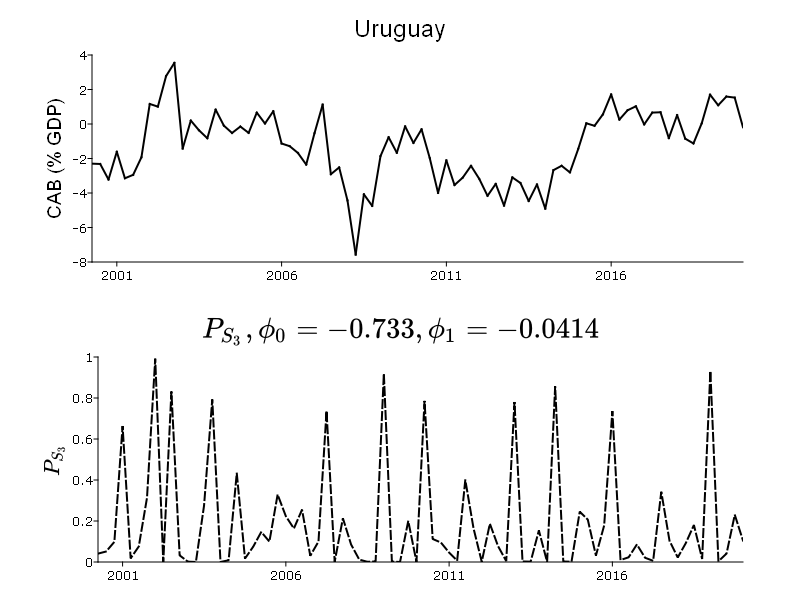 Uruguay
CAB (% GDP)
4
2
0
-2
-4
-6
-8
2001 2006 2011 2016
P_{S_3}, ϕ_0 = −0.733, ϕ_1 = −0.0414
P_{S_3}
1
0.8
0.6
0.4
0.2
0
2001 2006 2011 2016